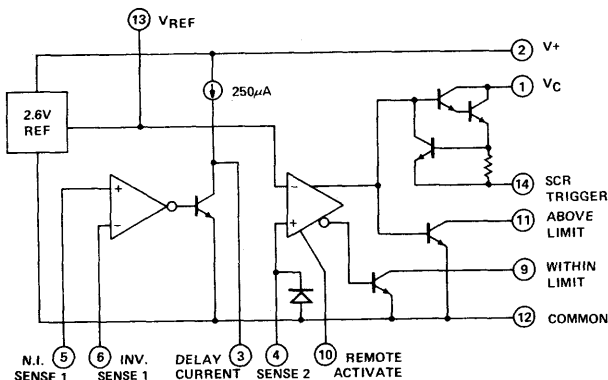 13 VREF
2 V+
250µA
1 VC
2.6V
REF
+
−
−
+
14 SCR
TRIGGER
11 ABOVE
LIMIT
9 WITHIN
LIMIT
12 COMMON
N.I. 5
SENSE 1
6 INV.
SENSE 1
DELAY 3
CURRENT
4
SENSE 2
10 REMOTE
ACTIVATE